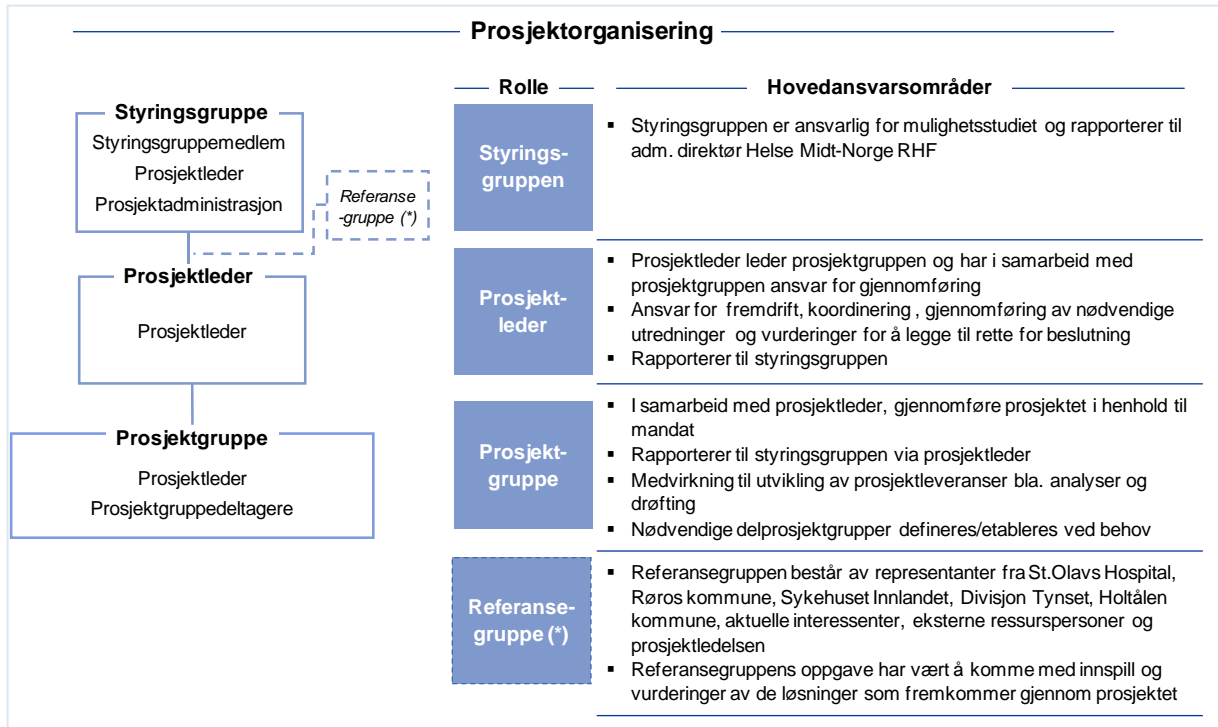 Prosjektorganisering
Styringsgruppe
Styringsgruppemedlem
Prosjektleder
Prosjektadministrasjon
Referanse
-gruppe (*)
Prosjektleder
Prosjektleder
Prosjektgruppe
Prosjektleder
Prosjektgruppedeltagere
Rolle
Hovedansvarsområder
Styrings-
gruppen
▪ Styringsgruppen er ansvarlig for mulighetsstudiet og rapporterer til
adm. direktør Helse Midt-Norge RHF
Prosjekt-
leder
▪ Prosjektleder leder prosjektgruppen og har i samarbeid med
prosjektgruppen ansvar for gjennomføring
▪ Ansvar for fremdrift, koordinering , gjennomføring av nødvendige
utredninger og vurderinger for å legge til rette for beslutning
▪ Rapporterer til styringsgruppen
Prosjekt-
gruppe
▪ I samarbeid med prosjektleder, gjennomføre prosjektet i henhold til
mandat
▪ Rapporterer til styringsgruppen via prosjektleder
▪ Medvirkning til utvikling av prosjektleveranser bla. analyser og
drøfting
▪ Nødvendige delprosjektgrupper defineres/etableres ved behov
Referanse-
gruppe (*)
▪ Referansegruppen består av representanter fra St.Olavs Hospital,
Røros kommune, Sykehuset Innlandet, Divisjon Tynset, Holtålen
kommune, aktuelle interessenter, eksterne ressurspersoner og
prosjektledelsen
▪ Referansegruppens oppgave har vært å komme med innspill og
vurderinger av de løsninger som fremkommer gjennom prosjektet